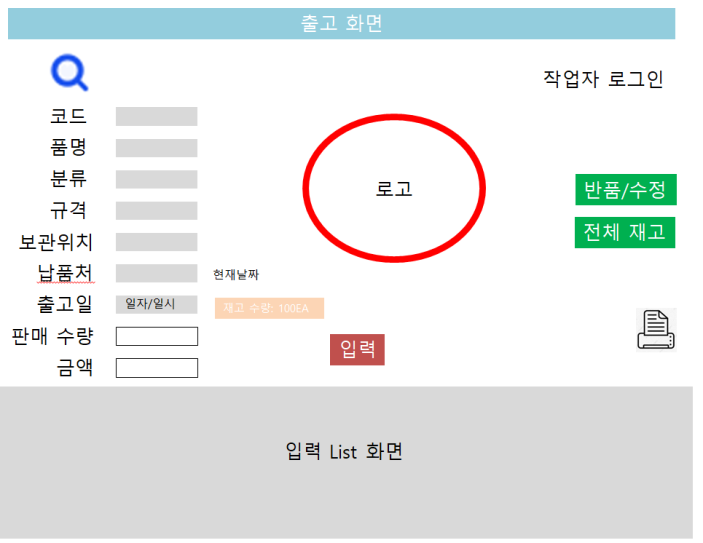 출고 화면
작업자 로그인
코드
품명
분류
규격
보관위치
납품처
출고일
판매 수량
금액
일자/일시
현재날짜
재고 수량: 100EA
로고
입력
반품/수정
전체 재고
입력 List 화면